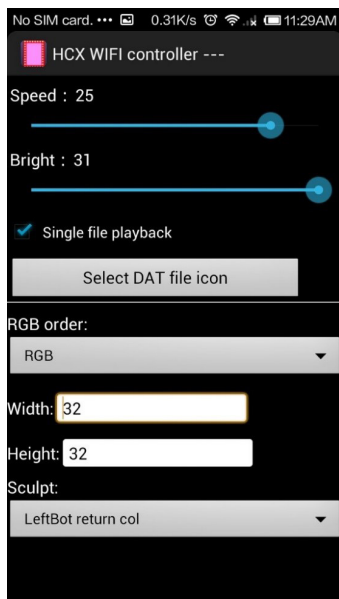 No SIM card. ••• 0.31K/s 11:29AM
HCX WIFI controller ---
Speed : 25
Bright : 31
Single file playback
Select DAT file icon
RGB order:
RGB
Width: 32
Height: 32
Sculpt:
LeftBot return col